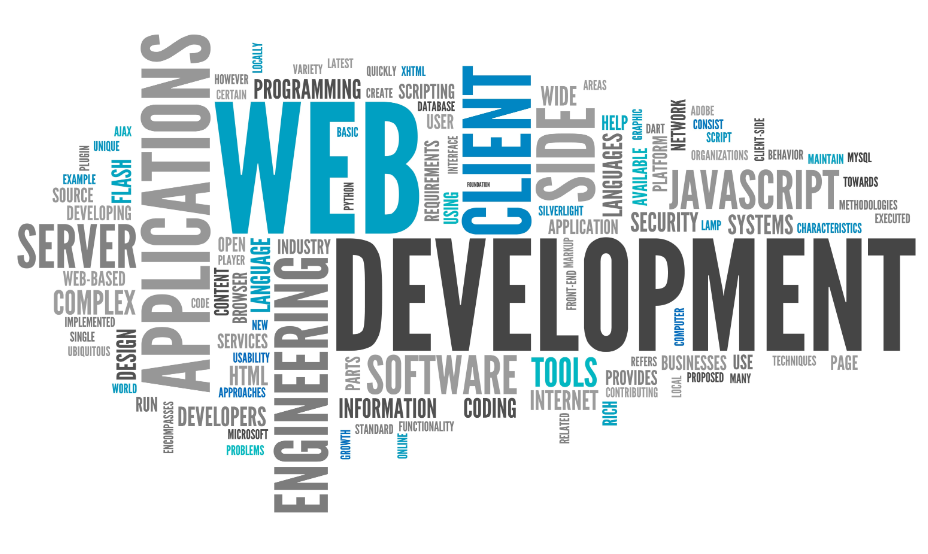 APPLICATIONS
LOCALLY
HOWEVER
CERTAIN
VARIETY
LATEST
PROGRAMMING
QUICKLY
XHTML
CREATE
SCRIPTING
DATABASE
USER
CLIENT
WIDE
AREAS
SIDE
HELP
GRAPHIC
DART
NETWORK
ADOBE
CONSIST
SCRIPT
ORGANIZATIONS
CLIENT-SIDE
BEHAVIOR
MAINTAIN
MYSQL
AJAX
UNIQUE
PLUGIN
FLASH
EXAMPLE
SOURCE
DEVELOPING
WEB
BASIC
PYTHON
REQUIREMENTS
INTERFACE
USING
FOUNDATION
LANGUAGES
AVAILABLE
PLATFORM
JAVASCRIPT
TOWARDS
METHODOLOGIES
EXECUTED
SILVERLIGHT
APPLICATION
SECURITY
LAMP
SYSTEMS
CHARACTERISTICS
SERVER
WEB-BASED
COMPLEX
IMPLEMENTED
SINGLE
UBIQUITOUS
DESIGN
WORLD
CODE
OPEN
PLAYER
CONTENT
BROWSER
LANGUAGE
INDUSTRY
ENGINEERING
DEVELOPMENT
FRONT-END
MARKUP
COMPUTER
NEW
SERVICES
USABILITY
HTML
APPROACHES
RUN
ENCOMPASSES
DEVELOPERS
MICROSOFT
PROBLEMS
PARTS
SOFTWARE
TOOLS
INTERNET
REFERS
BUSINESSES
USE
TECHNIQUES
PAGE
PROVIDES
CONTRIBUTING
LOCAL
PROPOSED
MANY
INFORMATION
CODING
GROWTH
STANDARD
FUNCTIONALITY
ONLINE
RELATED
RICH